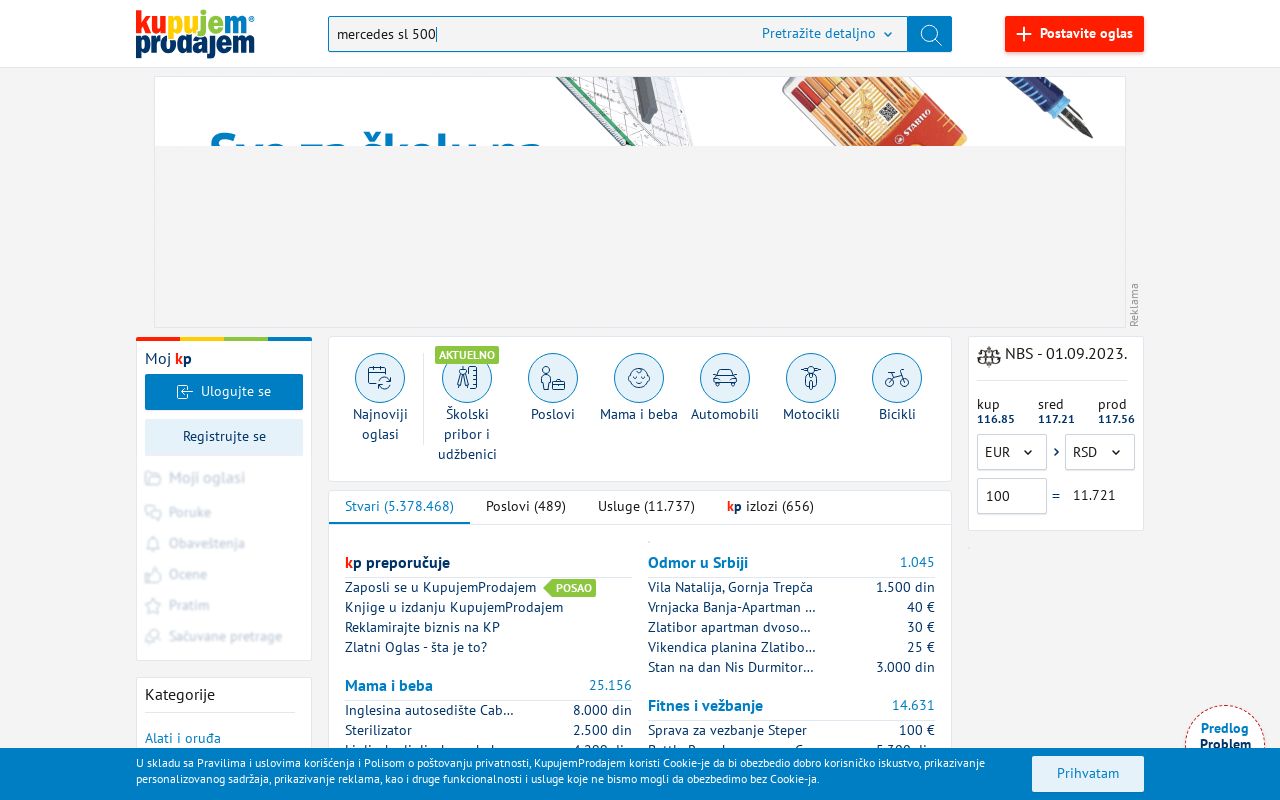 kupujem®
prodajem
mercedes sl 500
Pretražite detaljno
Postavite oglas
STABILO
Reklama
Moj kp
Ulogujte se
Registrujte se
Moji oglasi
Poruke
Obaveštenja
Ocene
Pratim
Sačuvane pretrage
Kategorije
Alati i oruđa
AKTUELNO
Najnoviji
oglasi
Školski
pribor i
udžbenici
Poslovi
Mama i beba
Automobili
Motocikli
Bicikli
Stvari (5.378.468)
Poslovi (489)
Usluge (11.737)
kp izlozi (656)
kp preporučuje
Zaposli se u KupujemProdajem POSAO
Knjige u izdanju KupujemProdajem
Reklamirajte biznis na KP
Zlatni Oglas - šta je to?
Mama i beba 25.156
Inglesina autosedište Cab... 8.000 din
Sterilizator 2.500 din
Odmor u Srbiji 1.045
Vila Natalija, Gornja Trepča 1.500 din
Vrnjacka Banja-Apartman ... 40 €
Zlatibor apartman dvoso... 30 €
Vikendica planina Zlatibo... 25 €
Stan na dan Nis Durmitor... 3.000 din
Fitnes i vežbanje 14.631
Sprava za vezbanje Steper 100 €
NBS - 01.09.2023.
kup sred prod
116.85 117.21 117.56
EUR RSD
100 = 11.721
Predlog
Problem
U skladu sa Pravilima i uslovima korišćenja i Polisom o poštovanju privatnosti, KupujemProdajem koristi Cookie-je da bi obezbedio dobro korisničko iskustvo, prikazivanje
personalizovanog sadržaja, prikazivanje reklama, kao i druge funkcionalnosti i usluge koje ne bismo mogli da obezbedimo bez Cookie-ja.
Prihvatam